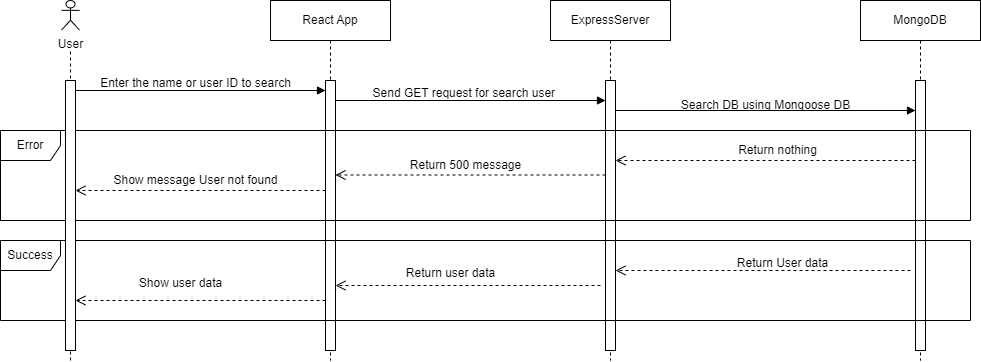 User
React App
ExpressServer
MongoDB
Enter the name or user ID to search
Send GET request for search user
Search DB using Mongoose DB
Error
Return nothing
Return 500 message
Show message User not found
Success
Return User data
Return user data
Show user data